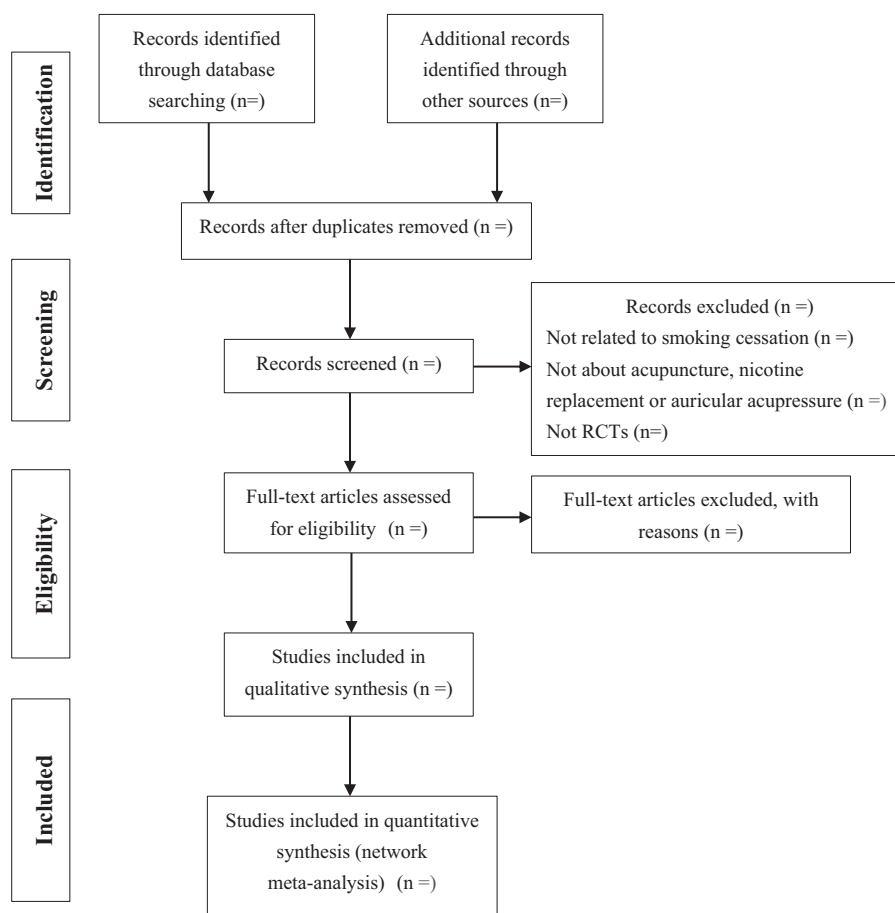 Identification
Records identified
through database
searching (n=)
Additional records
identified through
other sources (n=)
Records after duplicates removed (n =)
Screening
Records screened (n =)
Records excluded (n =)
Not related to smoking cessation (n =)
Not about acupuncture, nicotine
replacement or auricular acupressure (n =)
Not RCTs (n=)
Eligibility
Full-text articles assessed
for eligibility (n =)
Full-text articles excluded, with
reasons (n =)
Studies included in
qualitative synthesis (n =)
Included
Studies included in quantitative
synthesis (network
meta-analysis) (n =)